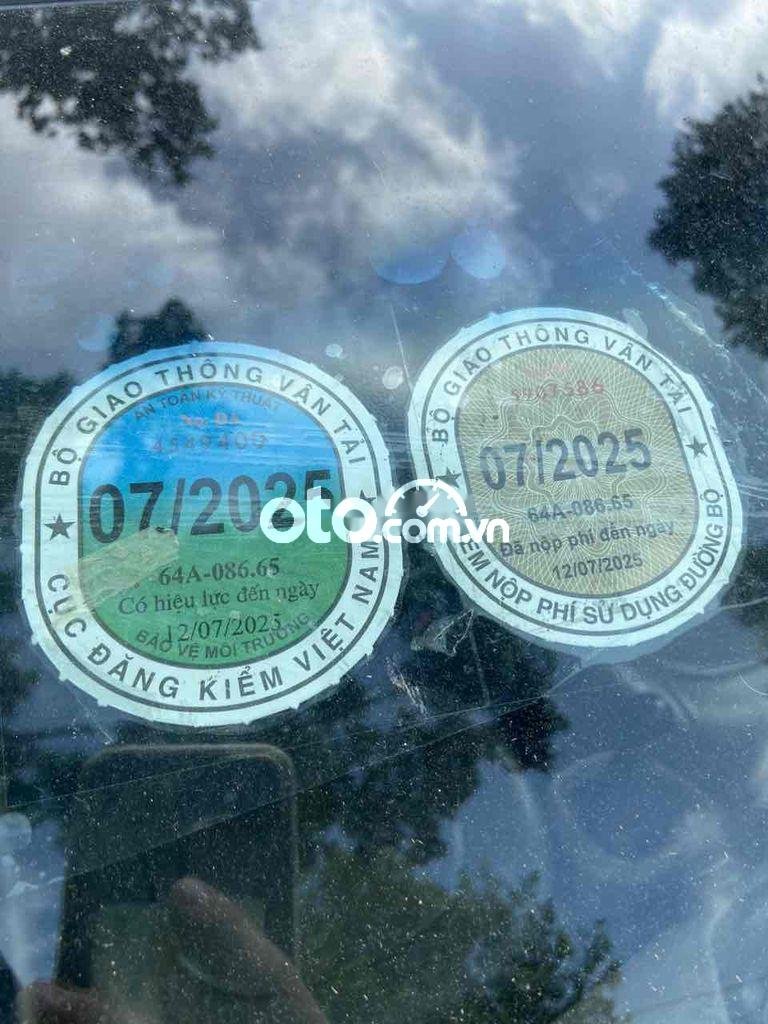 BỘ GIAO THÔNG VẬN TẢI
AN TOÀN KỸ THUẬT
4549400
07/2025
64A-086.65
Có hiệu lực đến ngày
12/07/2025
BẢO VỆ MÔI TRƯỜNG
CỤC ĐĂNG KIỂM VIỆT NAM
oto.com.vn
BỘ GIAO THÔNG VẬN TẢI
07/2025
64A-086.65
Đã nộp phí đến ngày
12/07/2025
NỘP PHÍ SỬ DỤNG ĐƯỜNG BỘ